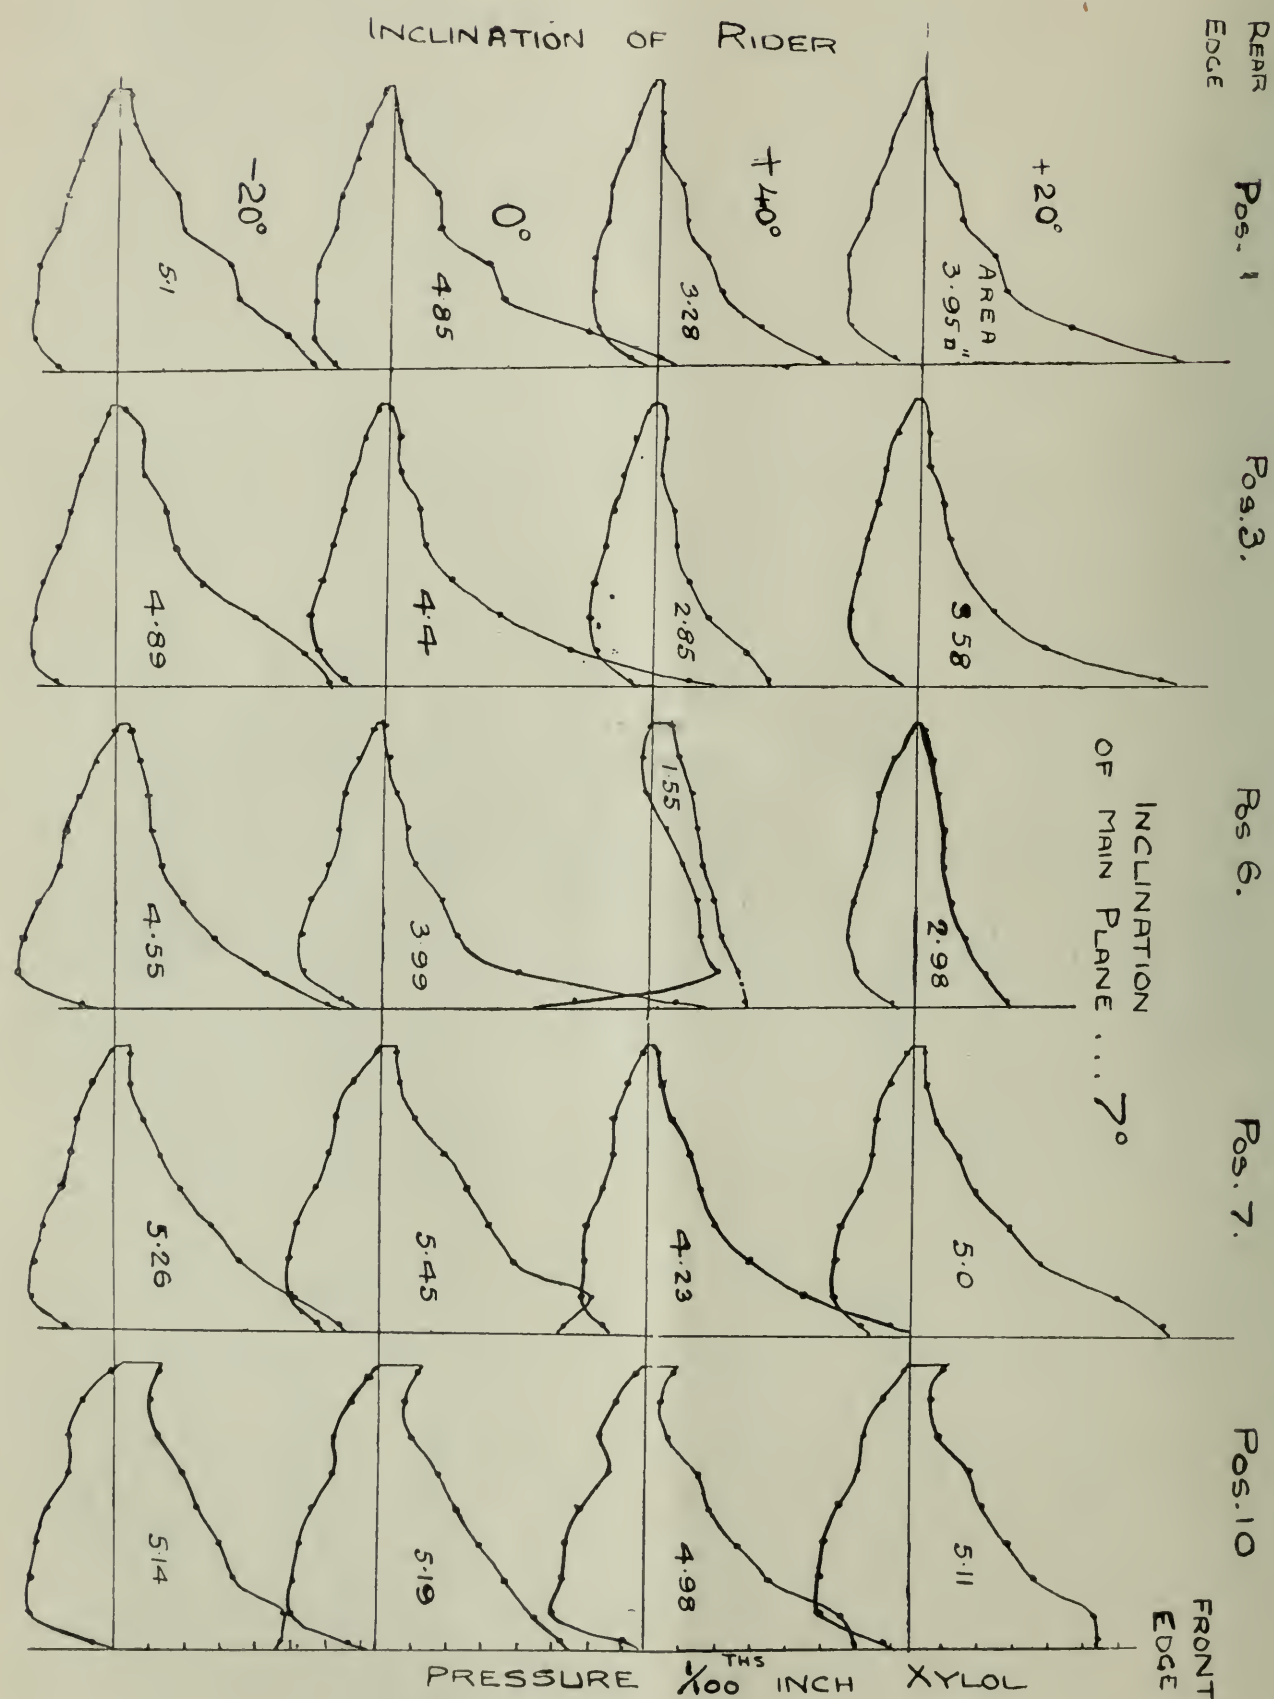 INCLINATION OF RIDER
REAR
EDGE
Pos. 1
Pos. 3.
Pos 6.
Pos. 7.
Pos. 10
FRONT
EDGE
+20°
AREA
3.95□"
3 58
2.98
5.0
5.11
INCLINATION
OF MAIN PLANE ... 7°
+40°
3.28
2.85
1.55
4.23
4.98
0°
4.85
4.4
3.99
5.45
5.19
-20°
5.1
4.89
4.55
5.26
5.14
PRESSURE 1/100THS INCH XYLOL